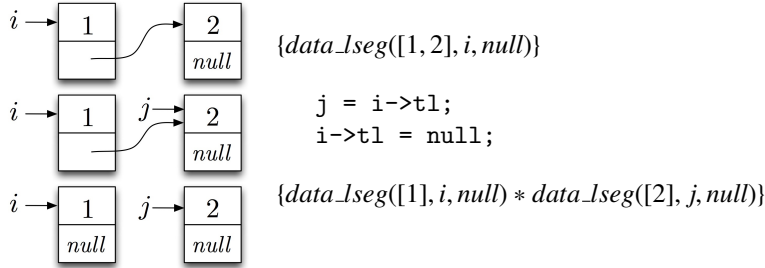 i 1 2
null
{data_lseg([1, 2], i, null)}
j = i->tl;
i 1 j 2
i->tl = null;
null
{data_lseg([1], i, null) ∗ data_lseg([2], j, null)}
i 1 j 2
null null